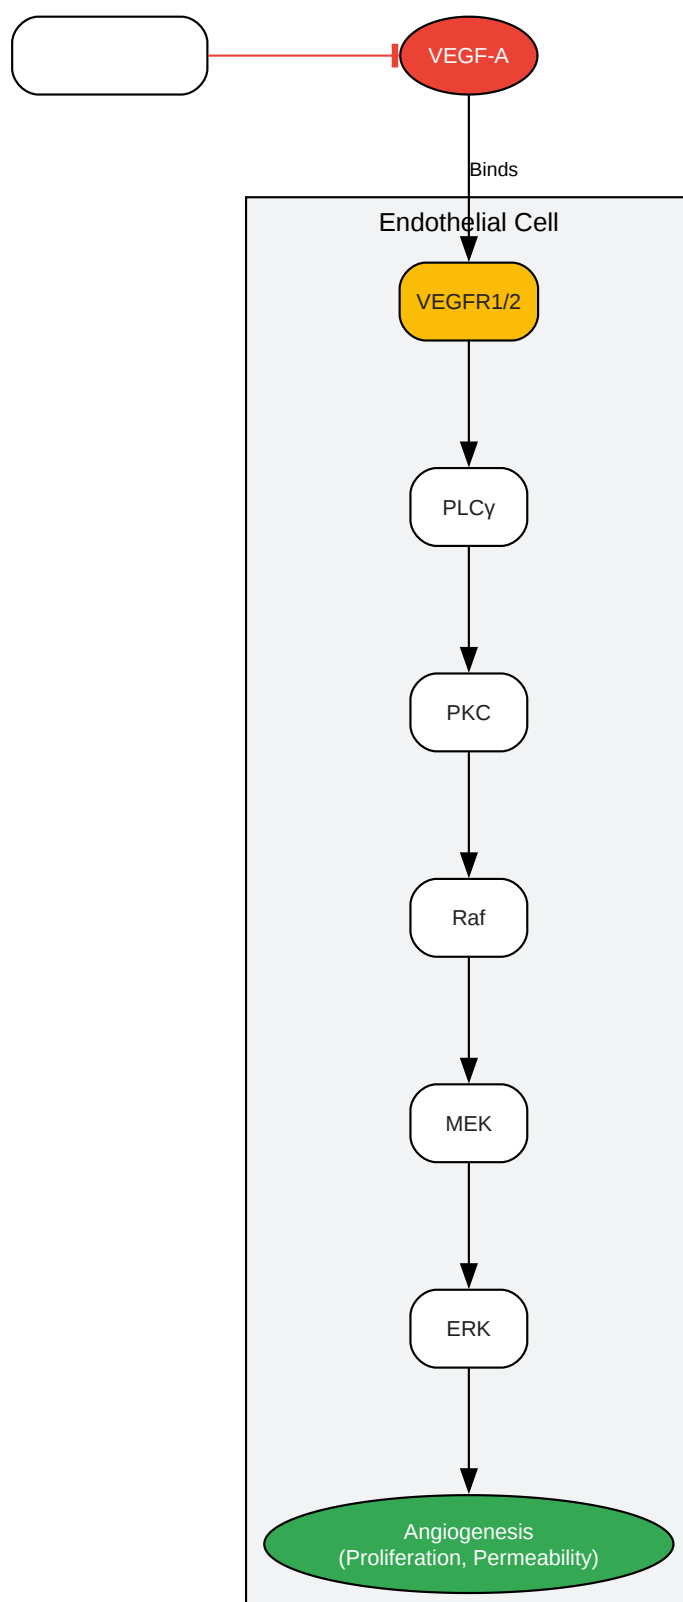 VEGF-A
Binds
Endothelial Cell
VEGFR1/2
PLCγ
PKC
Raf
MEK
ERK
Angiogenesis
(Proliferation, Permeability)